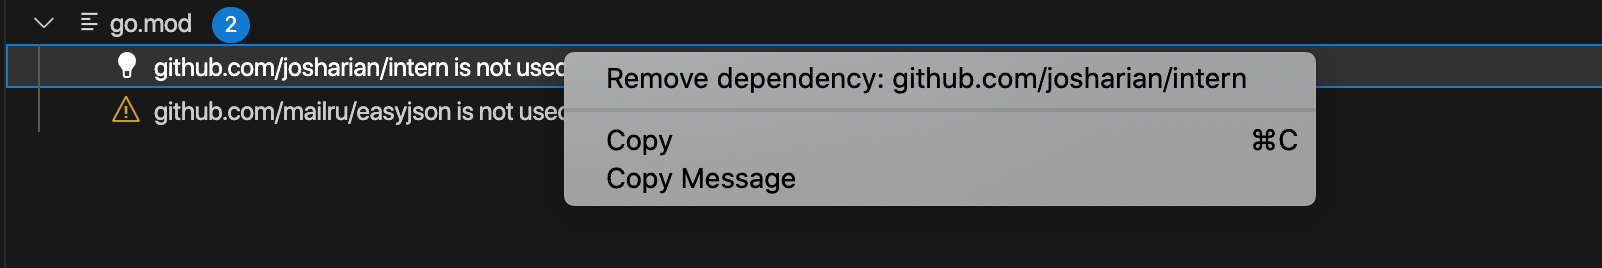 go.mod 2
github.com/josharian/intern is not used
Remove dependency: github.com/josharian/intern
github.com/mailru/easyjson is not used
Copy ⌘C
Copy Message